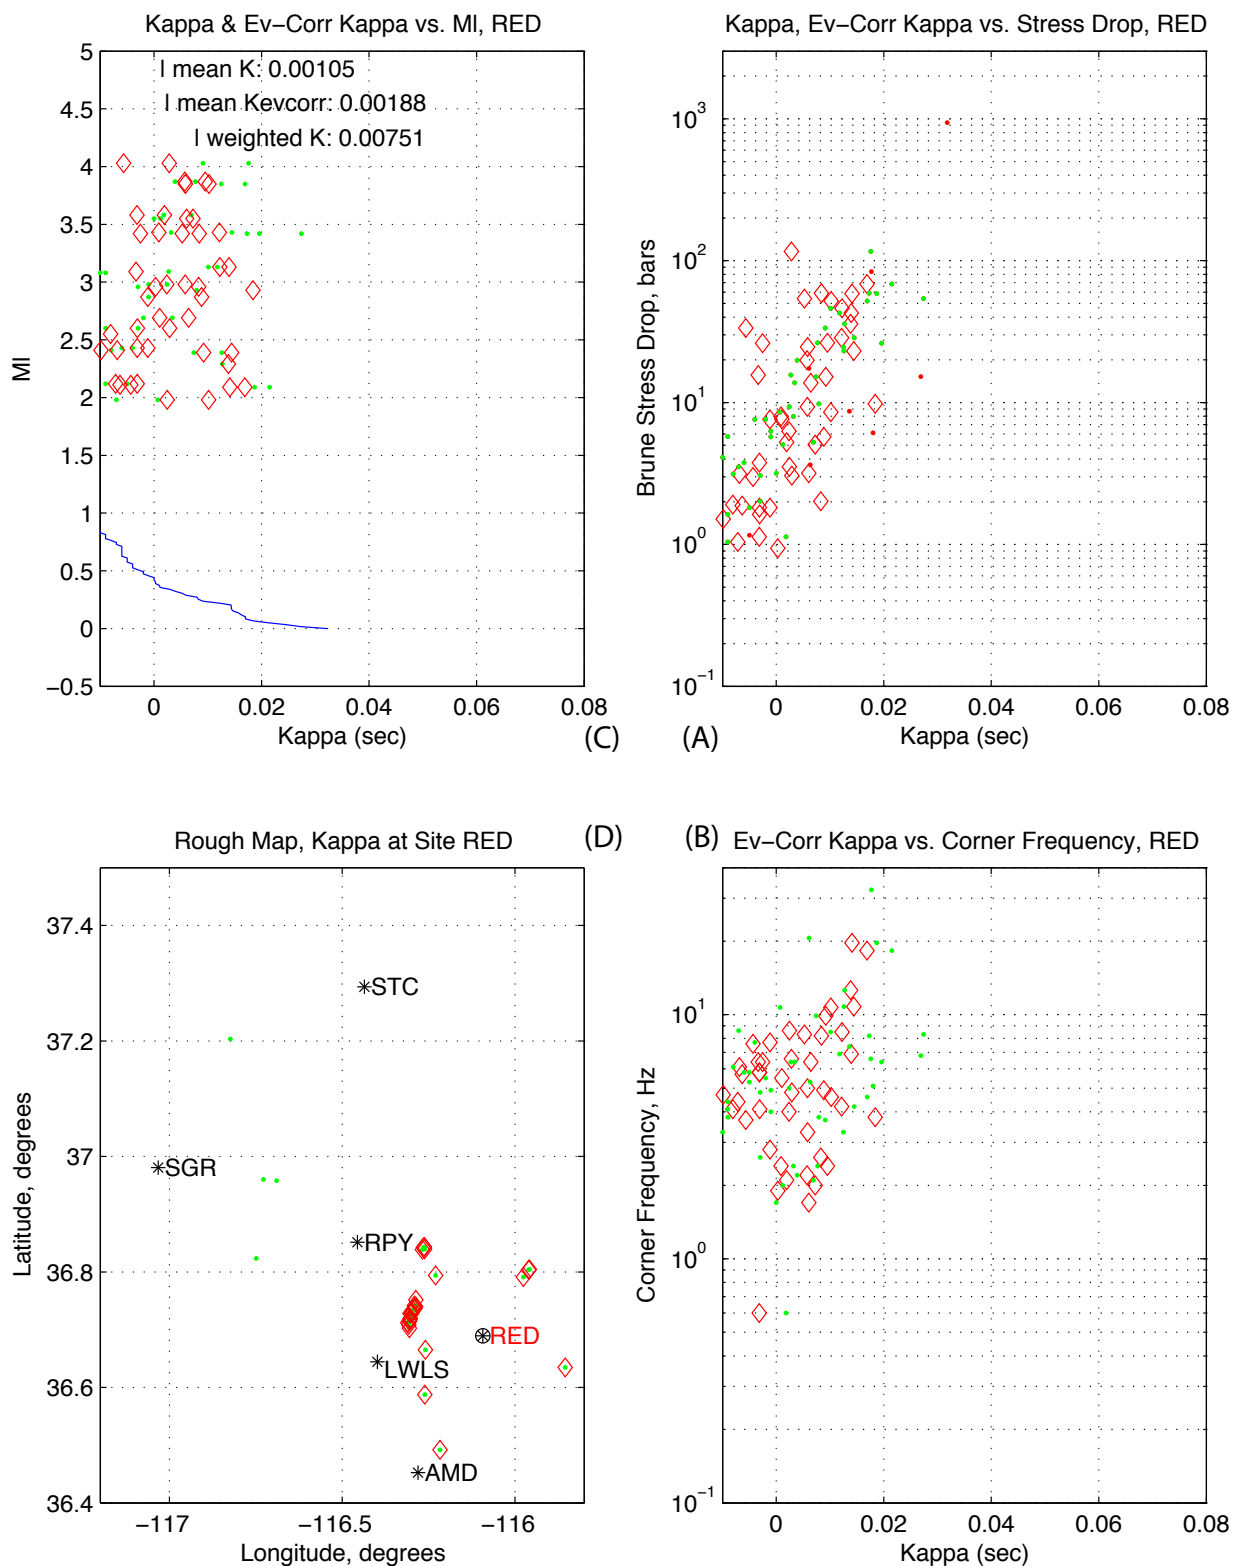 Kappa & Ev−Corr Kappa vs. Ml, RED
5
4.5
4
3.5
3
2.5
2
1.5
1
0.5
0
−0.5
Ml
| mean K: 0.00105
| mean Kevcorr: 0.00188
| weighted K: 0.00751
0 0.02 0.04 0.06 0.08
Kappa (sec)
(C)
Kappa, Ev−Corr Kappa vs. Stress Drop, RED
10^3
10^2
10^1
10^0
10^−1
Brune Stress Drop, bars
0 0.02 0.04 0.06 0.08
(A)
Kappa (sec)
Rough Map, Kappa at Site RED
(D)
37.4
37.2
37
36.8
36.6
36.4
Latitude, degrees
STC
SGR
RPY
RED
LWLS
AMD
−117 −116.5 −116
Longitude, degrees
(B)
Ev−Corr Kappa vs. Corner Frequency, RED
10^1
10^0
10^−1
Corner Frequency, Hz
0 0.02 0.04 0.06 0.08
Kappa (sec)